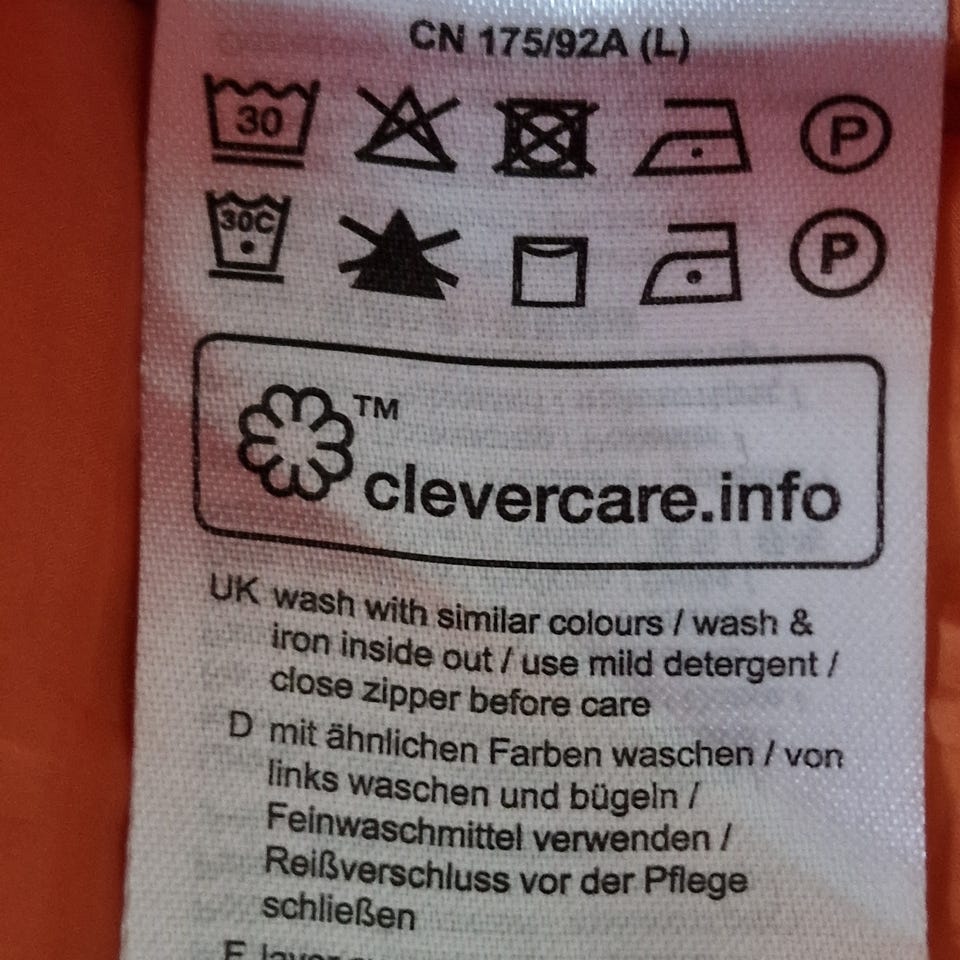 CN 175/92A (L)
30 P
30C P
TM
clevercare.info
UK wash with similar colours / wash &
iron inside out / use mild detergent /
close zipper before care
D mit ähnlichen Farben waschen / von
links waschen und bügeln /
Feinwaschmittel verwenden /
Reißverschluss vor der Pflege
schließen
F